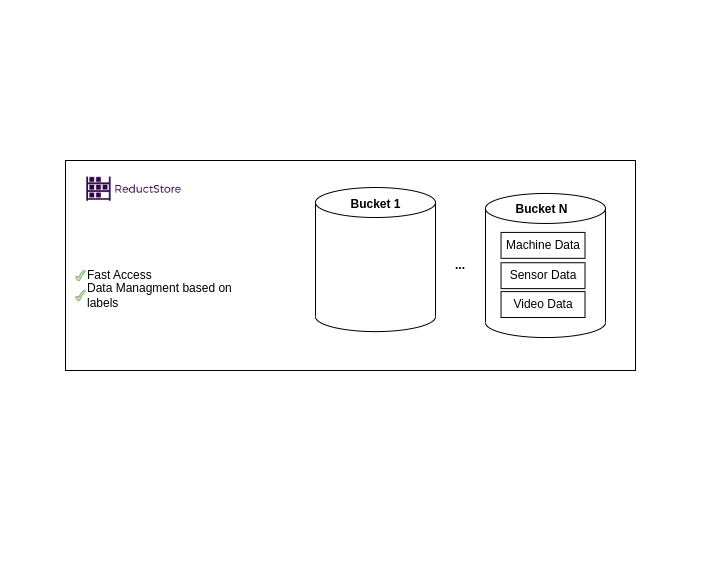 ReductStore
Bucket 1
Bucket N
Machine Data
Sensor Data
Video Data
...
Fast Access
Data Managment based on
labels